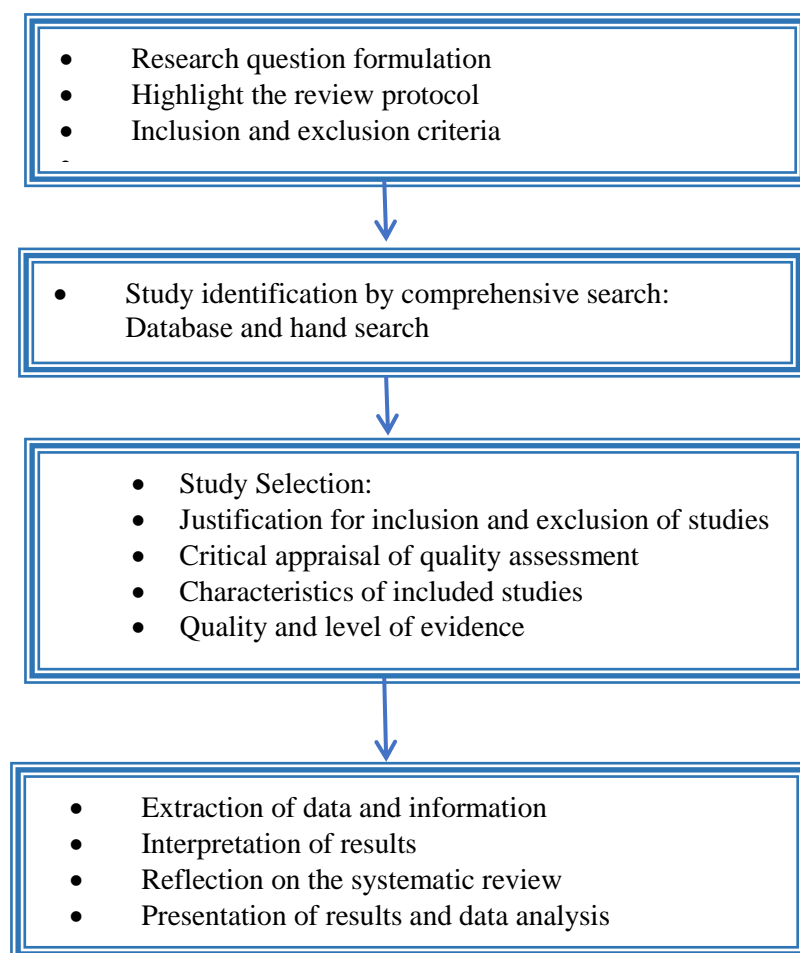 • Research question formulation
• Highlight the review protocol
• Inclusion and exclusion criteria
•
• Study identification by comprehensive search:
Database and hand search
• Study Selection:
• Justification for inclusion and exclusion of studies
• Critical appraisal of quality assessment
• Characteristics of included studies
• Quality and level of evidence
• Extraction of data and information
• Interpretation of results
• Reflection on the systematic review
• Presentation of results and data analysis